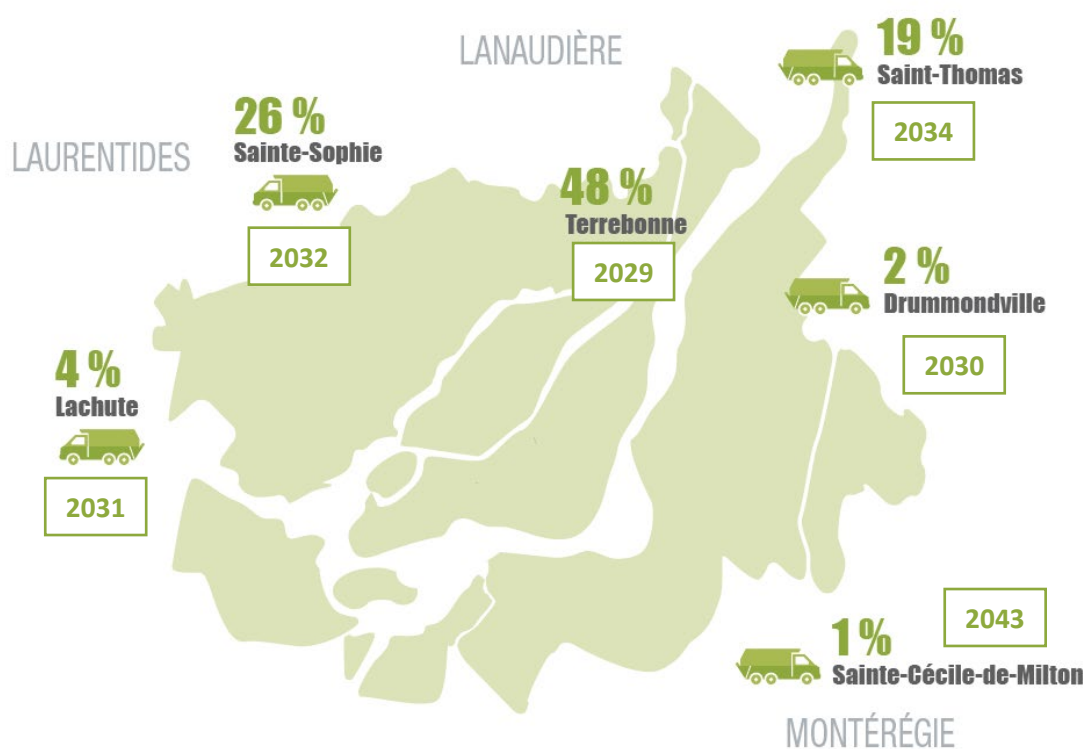 LANAUDIÈRE
19 %
Saint-Thomas
2034
26 %
Sainte-Sophie
2032
LAURENTIDES
48 %
Terrebonne
2029
2 %
Drummondville
2030
4 %
Lachute
2031
2043
1 %
Sainte-Cécile-de-Milton
MONTÉRÉGIE